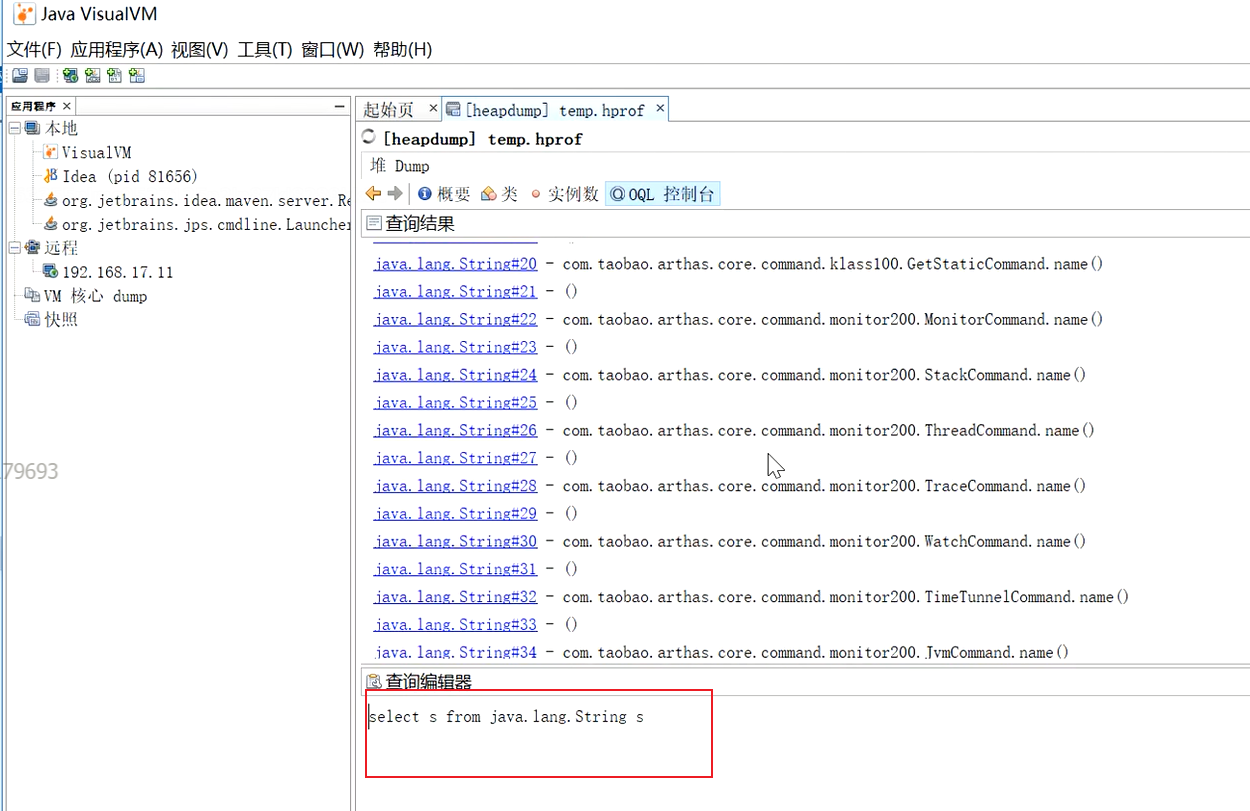 Java VisualVM
文件(F) 应用程序(A) 视图(V) 工具(T) 窗口(W) 帮助(H)
应用程序 ×
本地
VisualVM
Idea (pid 81656)
org.jetbrains.idea.maven.server.Re
org.jetbrains.jps.cmdline.Launcher
远程
192.168.17.11
VM 核心 dump
快照
79693
起始页 × [heapdump] temp.hprof ×
[heapdump] temp.hprof
堆 Dump
概要 类 实例数 OQL 控制台
查询结果
java.lang.String#20 - com.taobao.arthas.core.command.klass100.GetStaticCommand.name()
java.lang.String#21 - ()
java.lang.String#22 - com.taobao.arthas.core.command.monitor200.MonitorCommand.name()
java.lang.String#23 - ()
java.lang.String#24 - com.taobao.arthas.core.command.monitor200.StackCommand.name()
java.lang.String#25 - ()
java.lang.String#26 - com.taobao.arthas.core.command.monitor200.ThreadCommand.name()
java.lang.String#27 - ()
java.lang.String#28 - com.taobao.arthas.core.command.monitor200.TraceCommand.name()
java.lang.String#29 - ()
java.lang.String#30 - com.taobao.arthas.core.command.monitor200.WatchCommand.name()
java.lang.String#31 - ()
java.lang.String#32 - com.taobao.arthas.core.command.monitor200.TimeTunnelCommand.name()
java.lang.String#33 - ()
java.lang.String#34 - com.taobao.arthas.core.command.monitor200.JvmCommand.name()
查询编辑器
select s from java.lang.String s